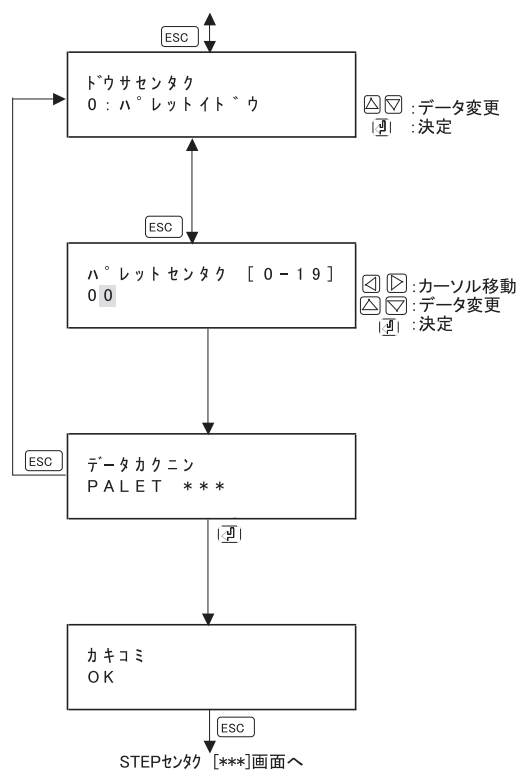 ESC
ﾄﾞｳｻｾﾝﾀｸ
0:ﾊﾟﾚｯﾄｲﾄﾞｳ
:データ変更
:決定
ESC
ﾊﾟﾚｯﾄｾﾝﾀｸ [0-19]
00
:カーソル移動
:データ変更
:決定
ESC
ﾃﾞｰﾀｶｸﾆﾝ
PALET ***
ｶｷｺﾐ
OK
ESC
STEPｾﾝﾀｸ [***]画面へ